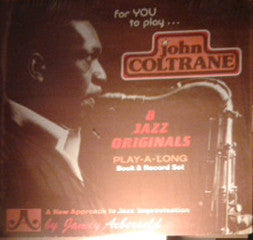 for YOU
to play...
john
COLTRANE
8
JAZZ
ORIGINALS
PLAY-A-LONG
Book & Record Set
A New Approach to Jazz Improvisation
by Jamey Aebersold